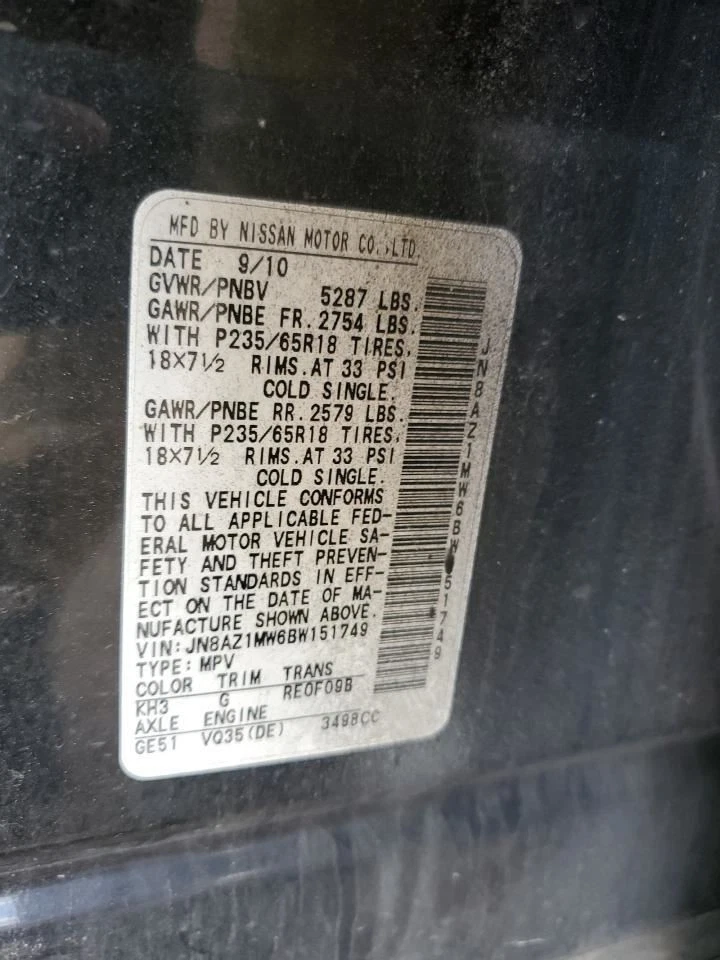 MFD BY NISSAN MOTOR CO.,LTD.
DATE 9/10
GVWR/PNBV 5287 LBS.
GAWR/PNBE FR. 2754 LBS.
WITH P235/65R18 TIRES,
18X7 1/2 RIMS.AT 33 PSI
COLD SINGLE.
GAWR/PNBE RR. 2579 LBS.
WITH P235/65R18 TIRES,
18X7 1/2 RIMS.AT 33 PSI
COLD SINGLE.
THIS VEHICLE CONFORMS
TO ALL APPLICABLE FED-
ERAL MOTOR VEHICLE SA-
FETY AND THEFT PREVEN-
TION STANDARDS IN EFF-
ECT ON THE DATE OF MA-
NUFACTURE SHOWN ABOVE.
VIN:JN8AZ1MW6BW151749
TYPE:MPV
COLOR TRIM TRANS
KH3 G RE0F09B
AXLE ENGINE
GE51 VQ35(DE) 3498CC
JN8AZ1MW6BW151749